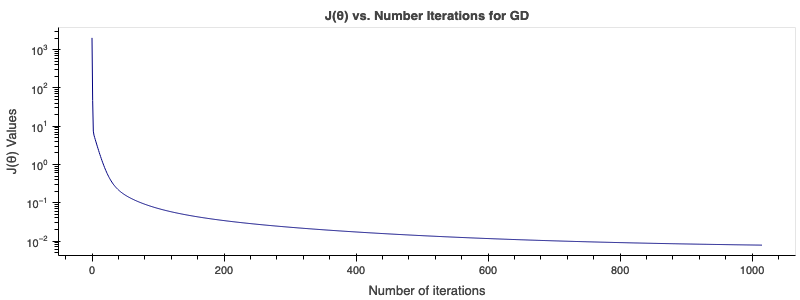 J(θ) vs. Number Iterations for GD
10³
10²
10¹
10⁰
10⁻¹
10⁻²
J(θ) Values
0 200 400 600 800 1000
Number of iterations